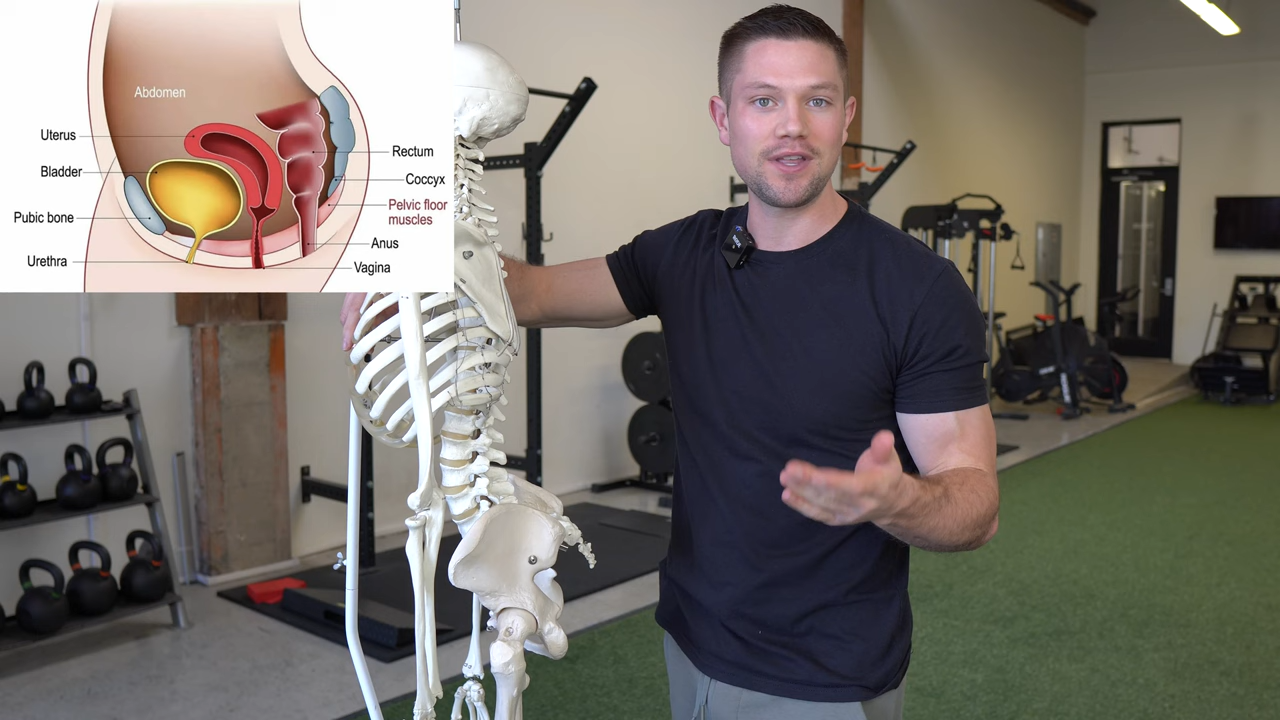 Abdomen
Uterus
Bladder
Pubic bone
Urethra
Rectum
Coccyx
Pelvic floor
muscles
Anus
Vagina